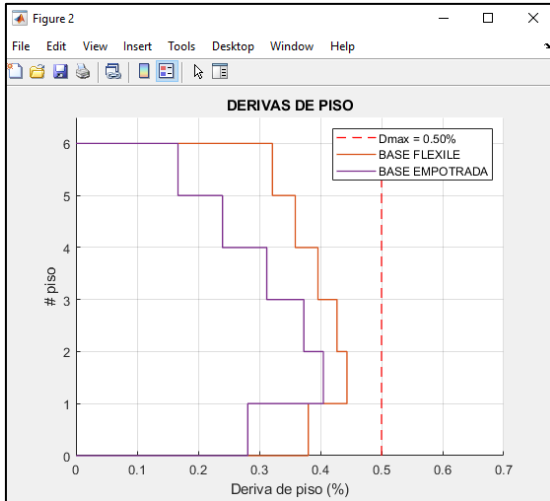 Figure 2
File Edit View Insert Tools Desktop Window Help
DERIVAS DE PISO
Dmax = 0.50%
BASE FLEXILE
BASE EMPOTRADA
6
5
4
3
2
1
0
# piso
0 0.1 0.2 0.3 0.4 0.5 0.6 0.7
Deriva de piso (%)